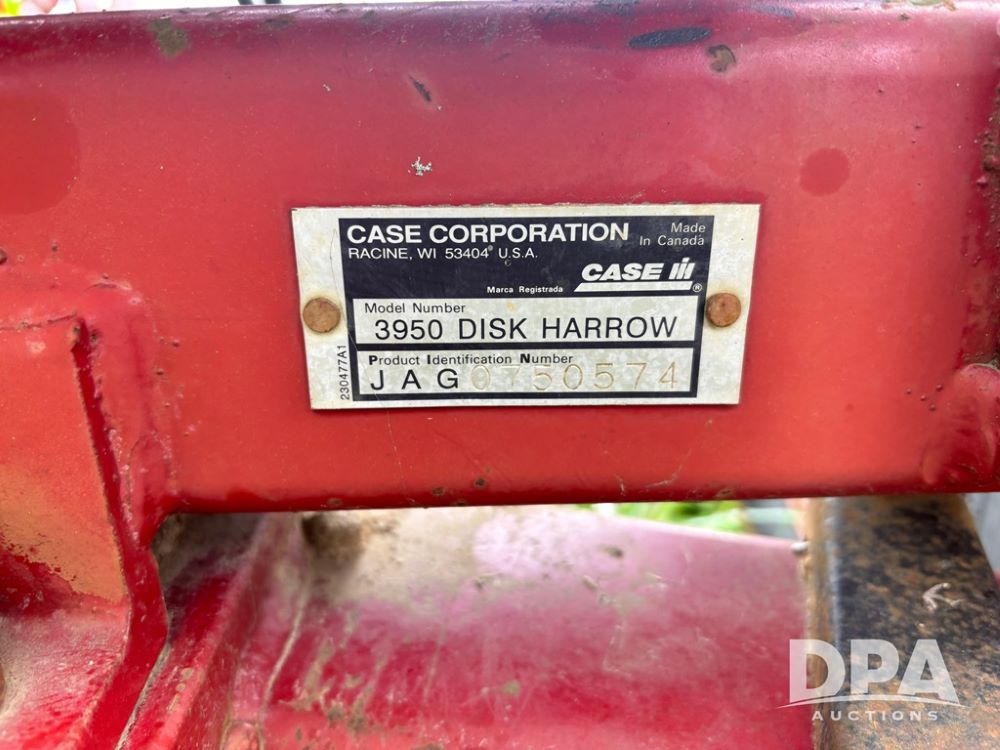 CASE CORPORATION
RACINE, WI 53404 U.S.A.
Made
In Canada
CASE IH
Marca Registrada ®
Model Number
3950 DISK HARROW
Product Identification Number
JAG0750574
230477A1
DPA
AUCTIONS